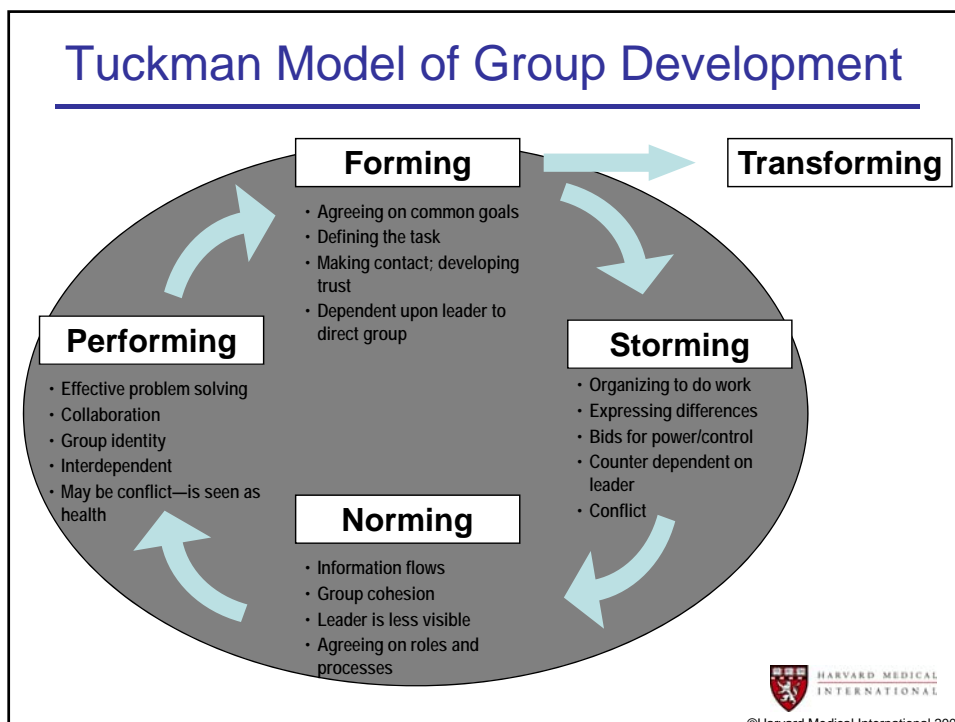 Tuckman Model of Group Development
Forming
Transforming
• Agreeing on common goals
• Defining the task
• Making contact; developing
trust
• Dependent upon leader to
direct group
Performing
• Effective problem solving
• Collaboration
• Group identity
• Interdependent
• May be conflict—is seen as
health
Storming
• Organizing to do work
• Expressing differences
• Bids for power/control
• Counter dependent on
leader
• Conflict
Norming
• Information flows
• Group cohesion
• Leader is less visible
• Agreeing on roles and
processes
HARVARD MEDICAL
INTERNATIONAL
©Harvard Medical International